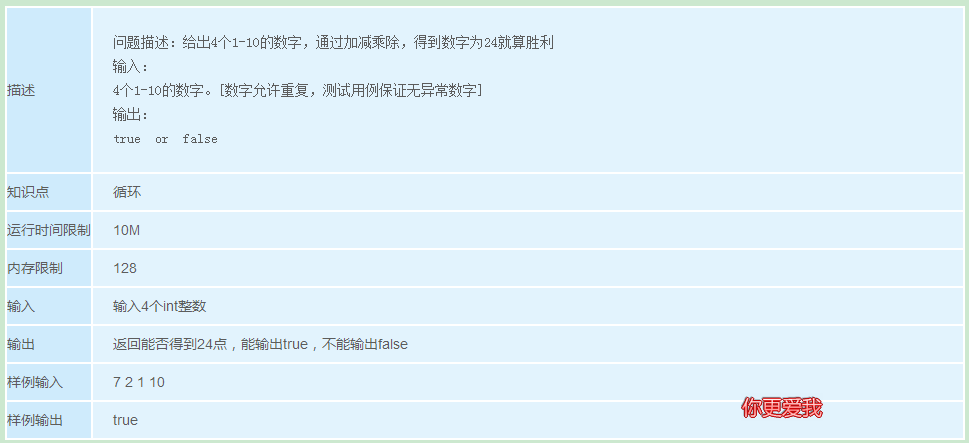 描述
问题描述：给出4个1-10的数字，通过加减乘除，得到数字为24就算胜利
输入：
4个1-10的数字。[数字允许重复，测试用例保证无异常数字]
输出：
true or false
知识点 循环
运行时间限制 10M
内存限制 128
输入 输入4个int整数
输出 返回能否得到24点，能输出true，不能输出false
样例输入 7 2 1 10
样例输出 true
你更爱我